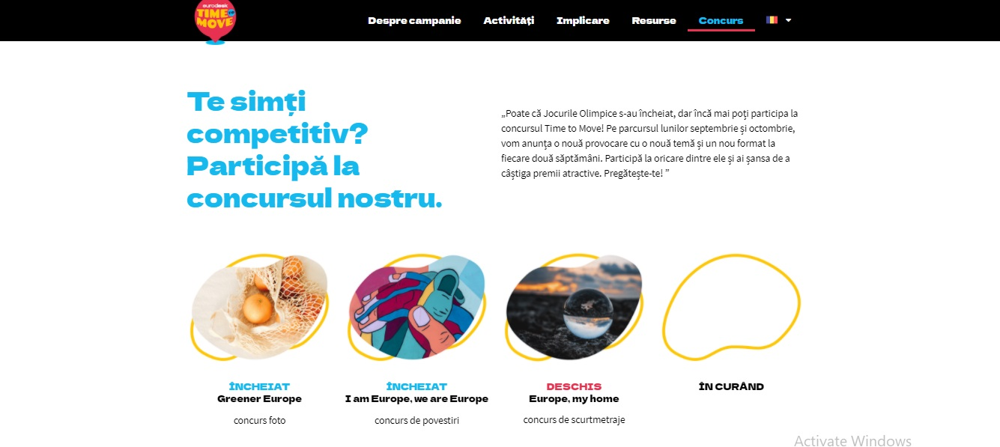 eurodesk
TIME TO
MOVE
Despre campanie
Activități
Implicare
Resurse
Concurs
Te simți
competitiv?
Participă la
concursul nostru.
„Poate că Jocurile Olimpice s-au încheiat, dar încă mai poți participa la
concursul Time to Move! Pe parcursul lunilor septembrie și octombrie,
vom anunța o nouă provocare cu o nouă temă și un nou format la
fiecare două săptămâni. Participă la oricare dintre ele și ai șansa de a
câștiga premii atractive. Pregătește-te! ”
ÎNCHEIAT
Greener Europe
concurs foto
ÎNCHEIAT
I am Europe, we are Europe
concurs de povestiri
DESCHIS
Europe, my home
concurs de scurtmetraje
ÎN CURÂND
Activate Windows